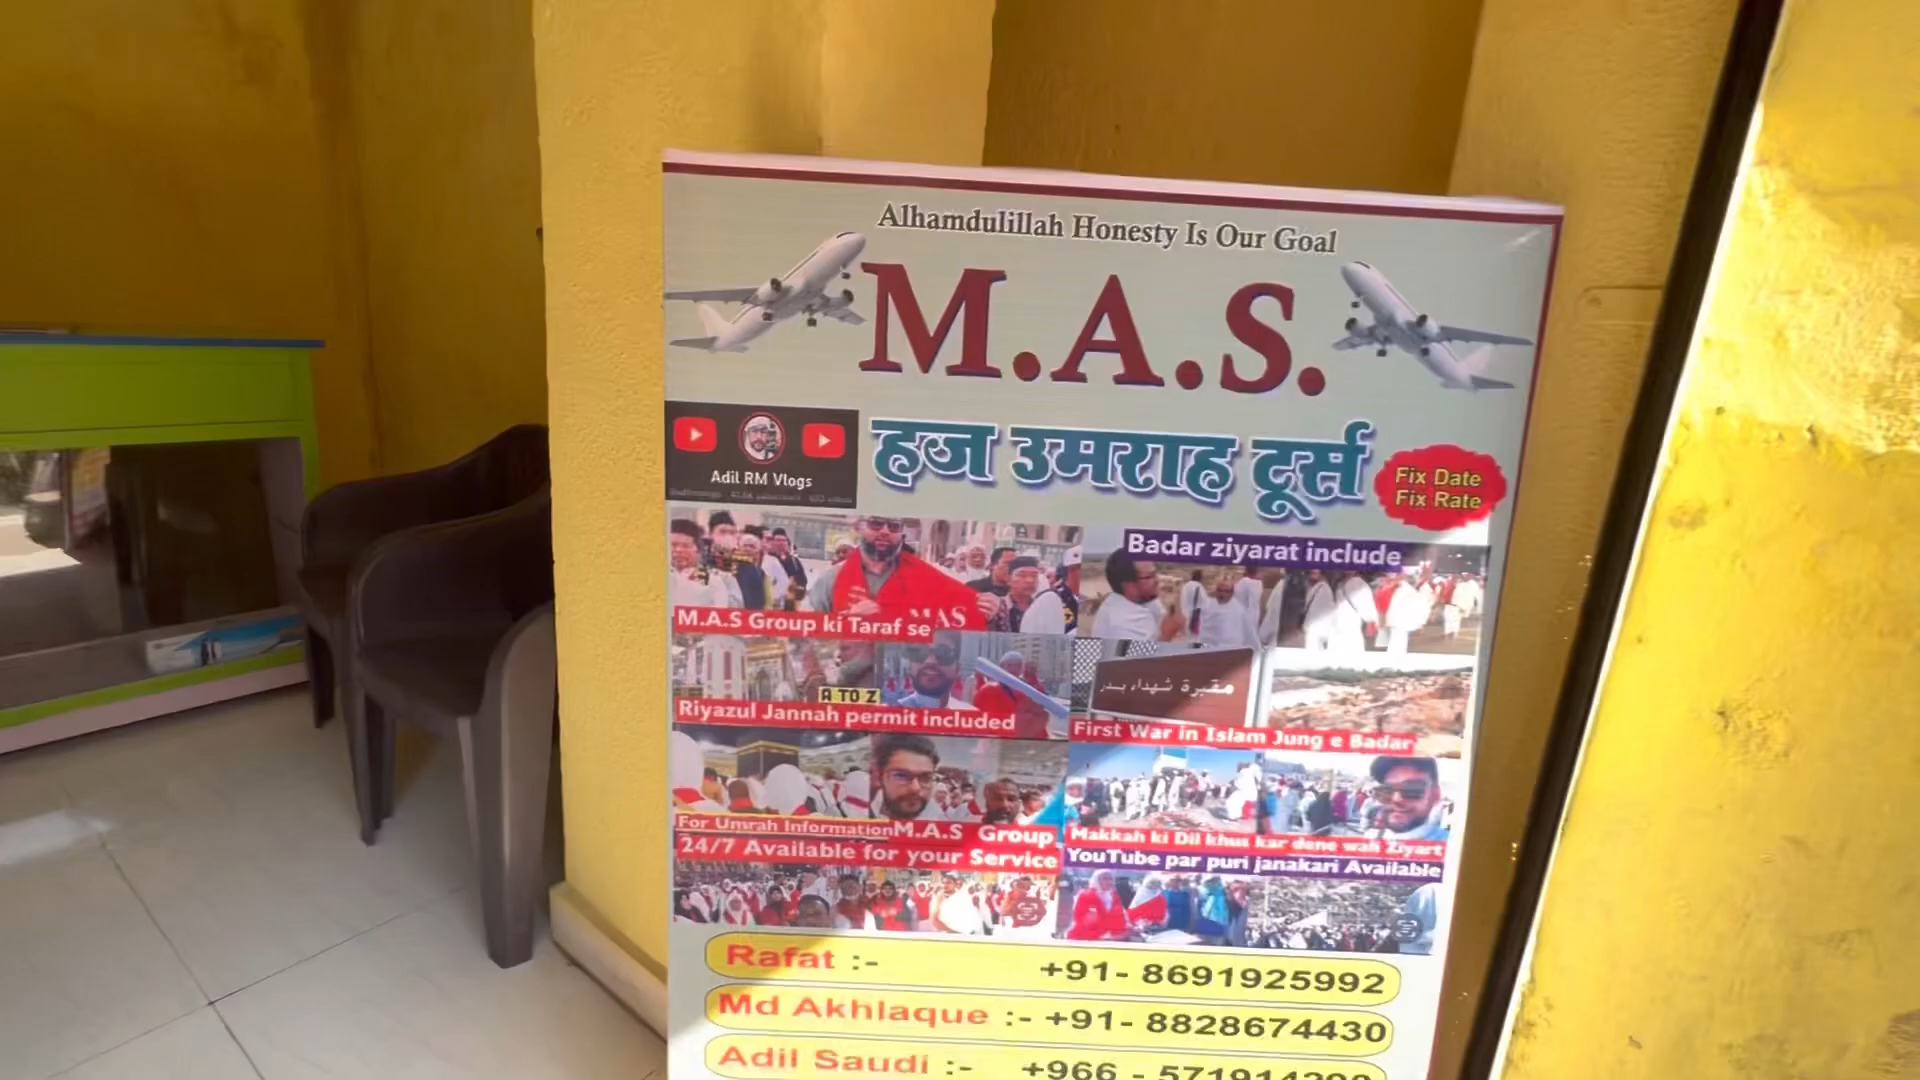 Alhamdulillah Honesty Is Our Goal
M.A.S.
Adil RM Vlogs
हज उमराह टूर्स
Fix Date
Fix Rate
Badar ziyarat include
MAS
M.A.S Group ki Taraf se
مقبرة شهداء بدر
A TO Z
Riyazul Jannah permit included
First War in Islam Jung e Badar
For Umrah Information M.A.S Group
24/7 Available for your Service
Makkah ki Dil khus kar dene wali Ziyart
YouTube par puri janakari Available
Rafat :- +91- 8691925992
Md Akhlaque :- +91- 8828674430
Adil Saudi :- +966 -